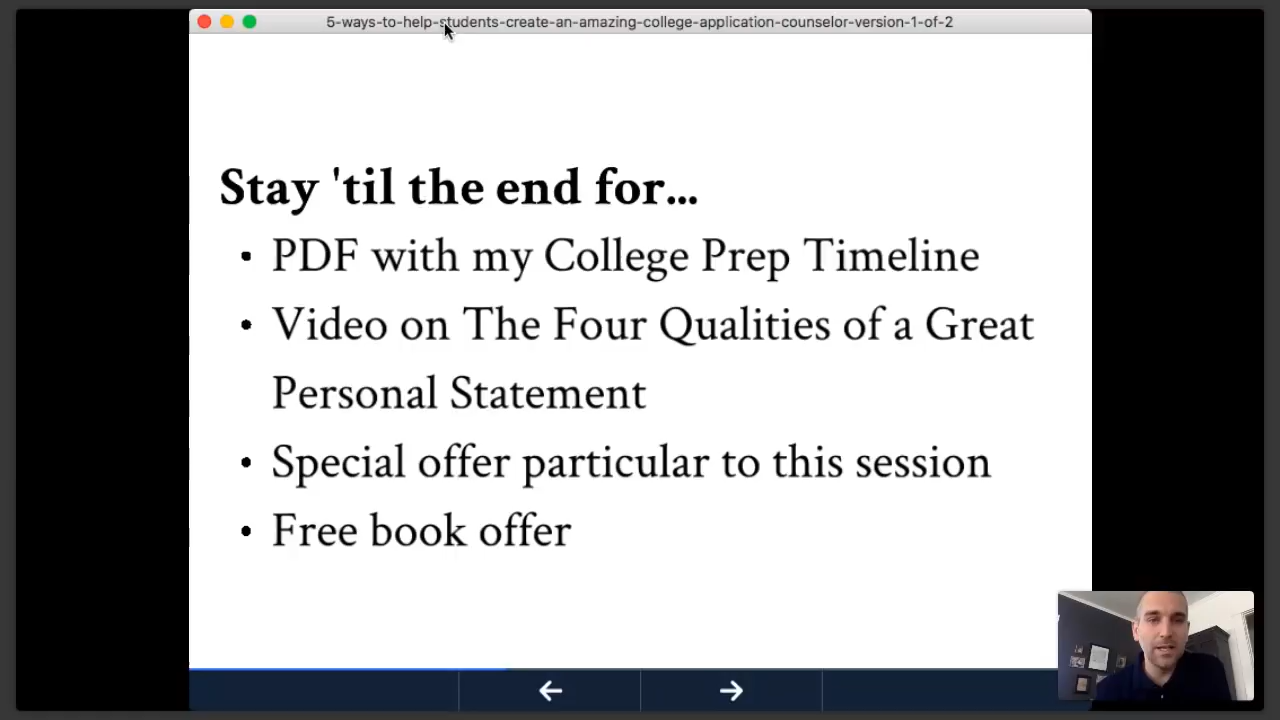 5-ways-to-help-students-create-an-amazing-college-application-counselor-version-1-of-2
Stay 'til the end for...
• PDF with my College Prep Timeline
• Video on The Four Qualities of a Great
Personal Statement
• Special offer particular to this session
• Free book offer